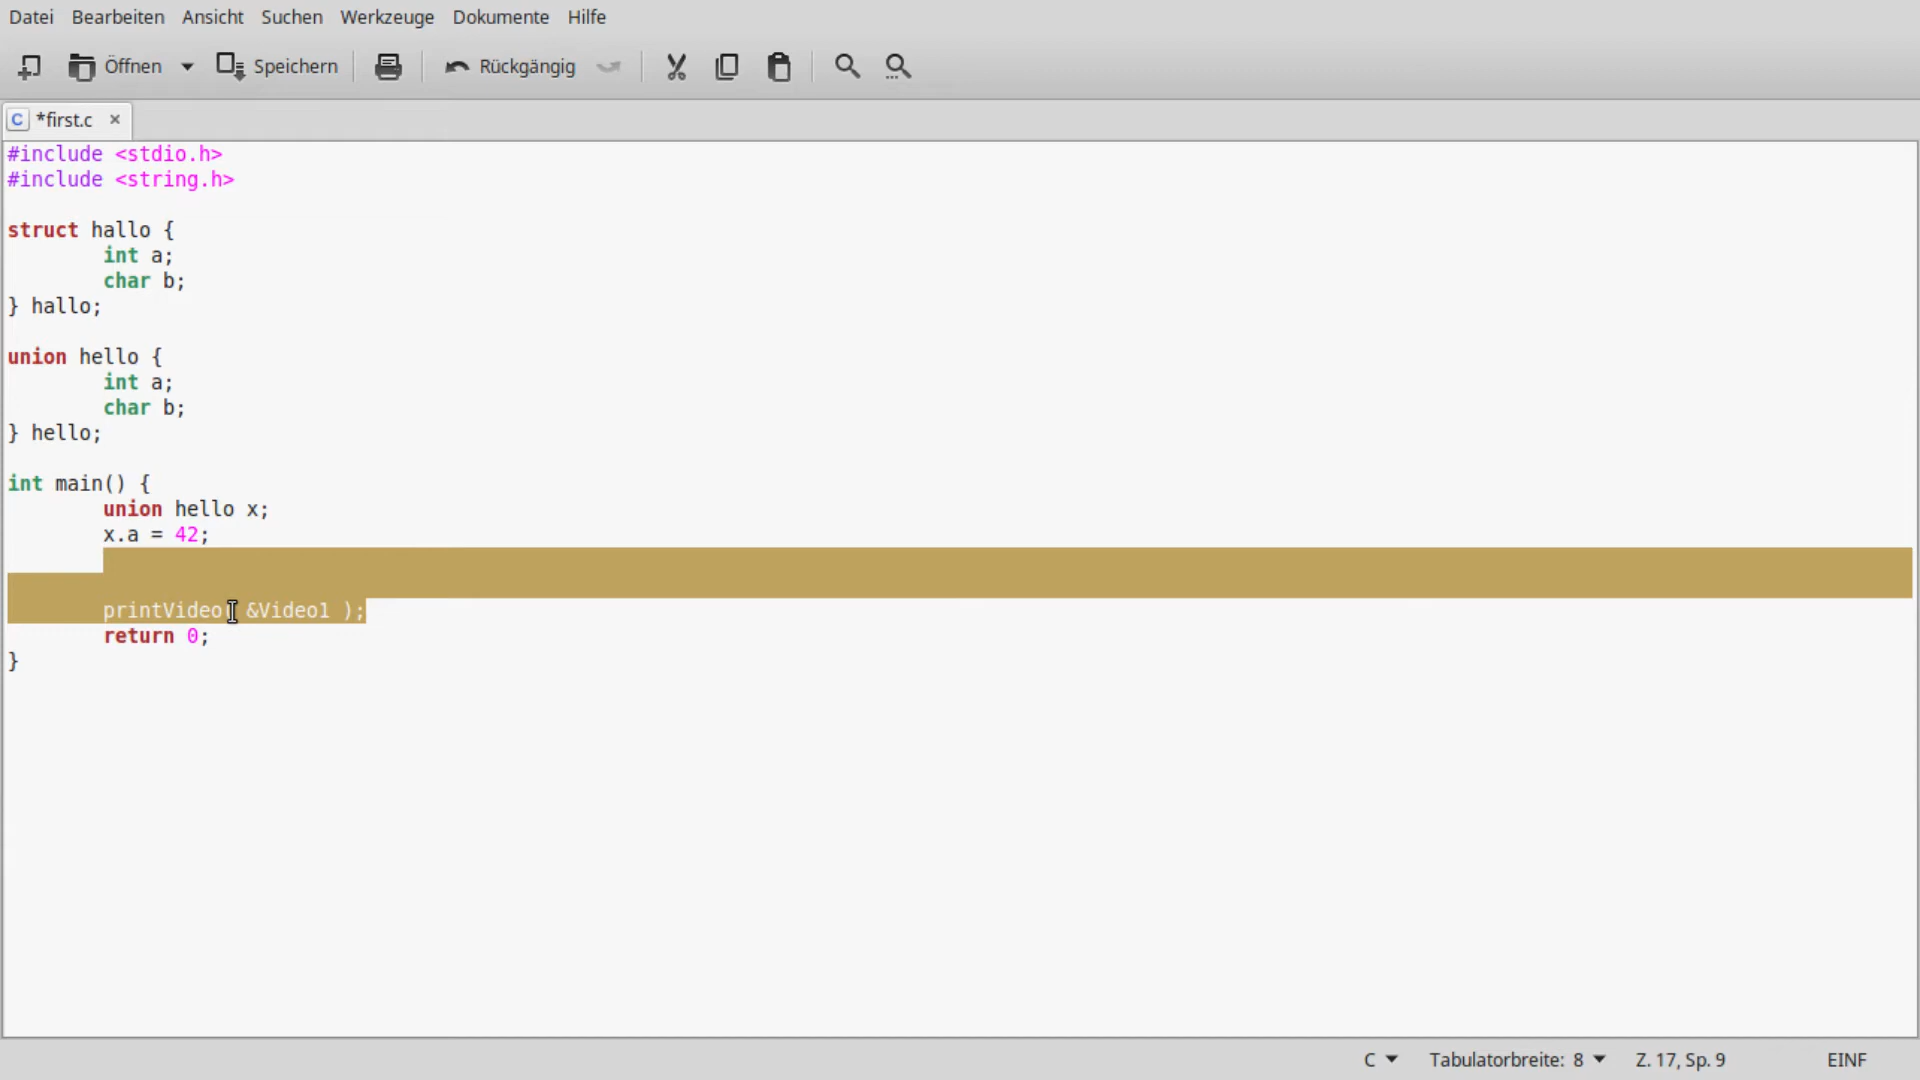 Datei Bearbeiten Ansicht Suchen Werkzeuge Dokumente Hilfe
Öffnen Speichern Rückgängig
*first.c
#include <stdio.h>
#include <string.h>
struct hallo {
int a;
char b;
} hallo;
union hello {
int a;
char b;
} hello;
int main() {
union hello x;
x.a = 42;
printVideo( &Video1 );
return 0;
}
C Tabulatorbreite: 8 Z. 17, Sp. 9 EINF